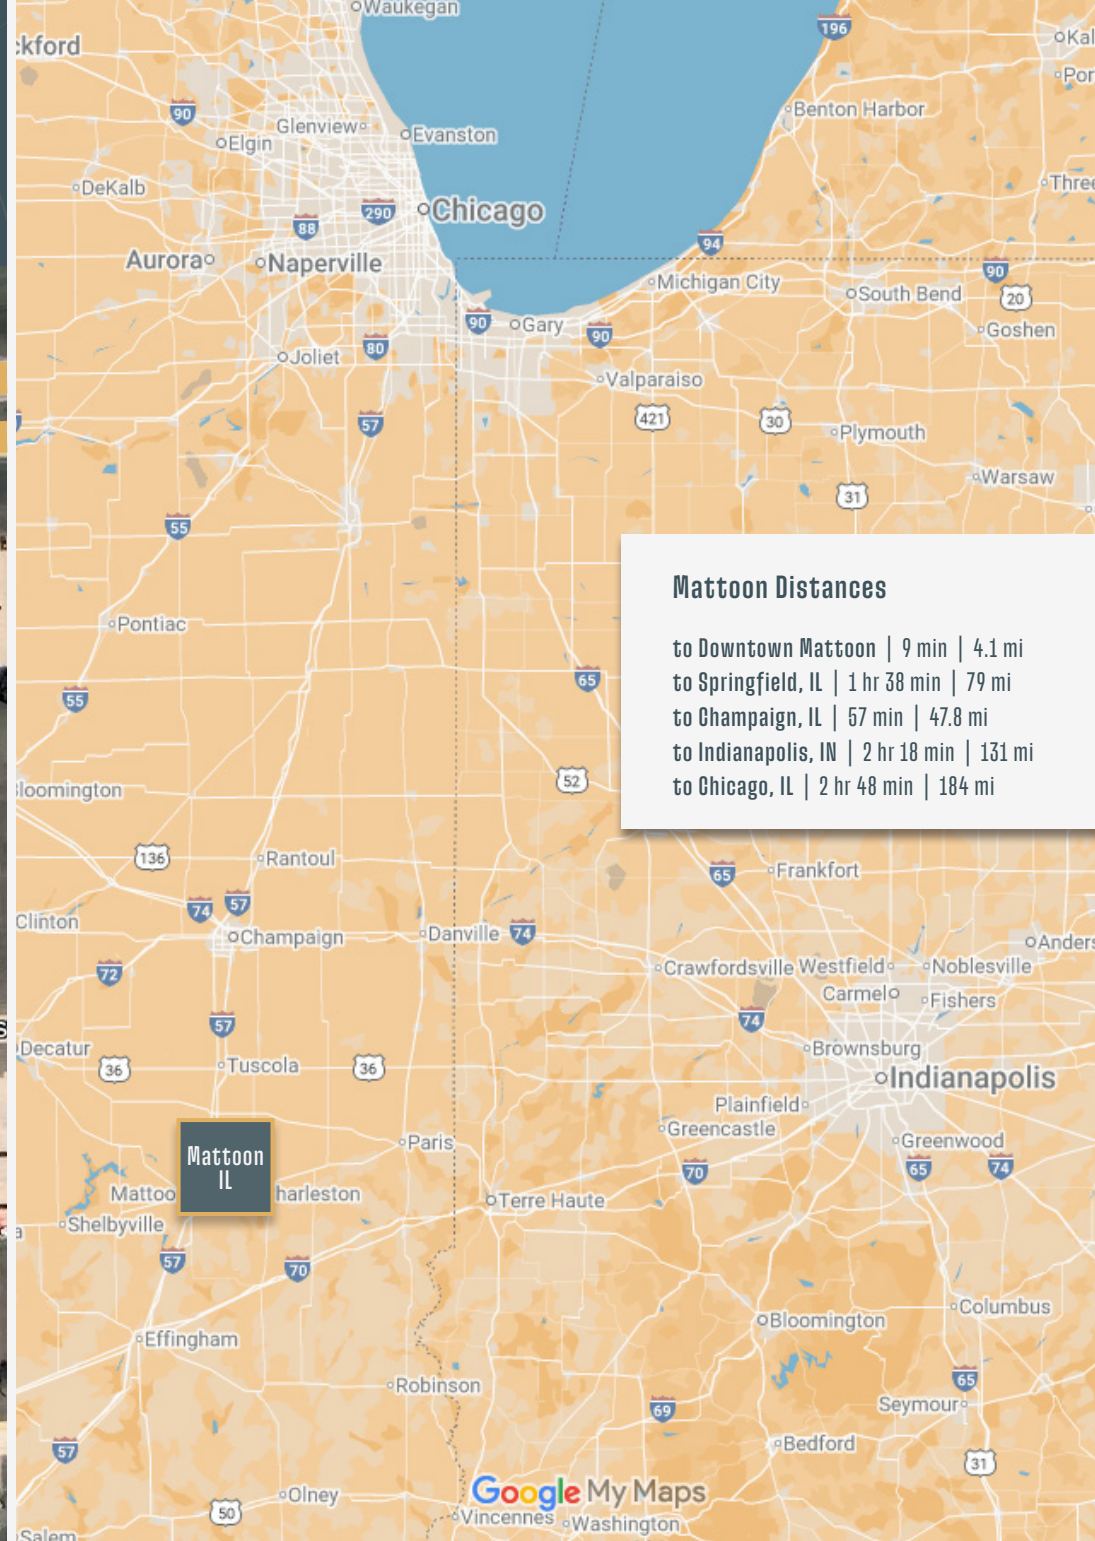 Waukegan
196
Kal
ckford
Por
90
Benton Harbor
Glenview
Evanston
Elgin
DeKalb
Three
290
Chicago
88
94
Aurora
Naperville
90
Michigan City
South Bend
20
90
Gary
90
Goshen
80
Joliet
Valparaiso
57
421
30
Plymouth
Warsaw
31
55
Mattoon Distances
to Downtown Mattoon | 9 min | 4.1 mi
to Springfield, IL | 1 hr 38 min | 79 mi
to Champaign, IL | 57 min | 47.8 mi
to Indianapolis, IN | 2 hr 18 min | 131 mi
to Chicago, IL | 2 hr 48 min | 184 mi
Pontiac
65
55
52
loomington
136
Rantoul
65
Frankfort
74
57
Clinton
Champaign
Danville
74
Anders
72
Crawfordsville
Westfield
Noblesville
Carmel
Fishers
57
74
Decatur
Brownsburg
36
Tuscola
36
Indianapolis
Plainfield
Greencastle
Mattoon
IL
Paris
Greenwood
70
65
74
Mattoo
harleston
Terre Haute
Shelbyville
a
57
70
Columbus
Bloomington
Effingham
65
Robinson
69
Seymour
57
Bedford
31
Google My Maps
Olney
50
Vincennes
Washington
Salem